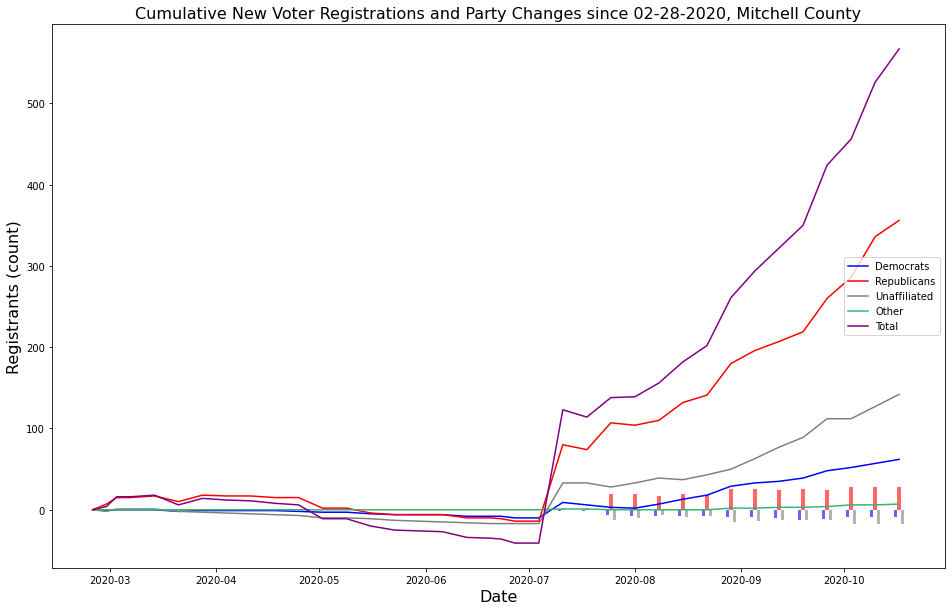 Cumulative New Voter Registrations and Party Changes since 02-28-2020, Mitchell County
Registrants (count)
500
400
300
200
100
0
Democrats
Republicans
Unaffiliated
Other
Total
2020-03 2020-04 2020-05 2020-06 2020-07 2020-08 2020-09 2020-10
Date